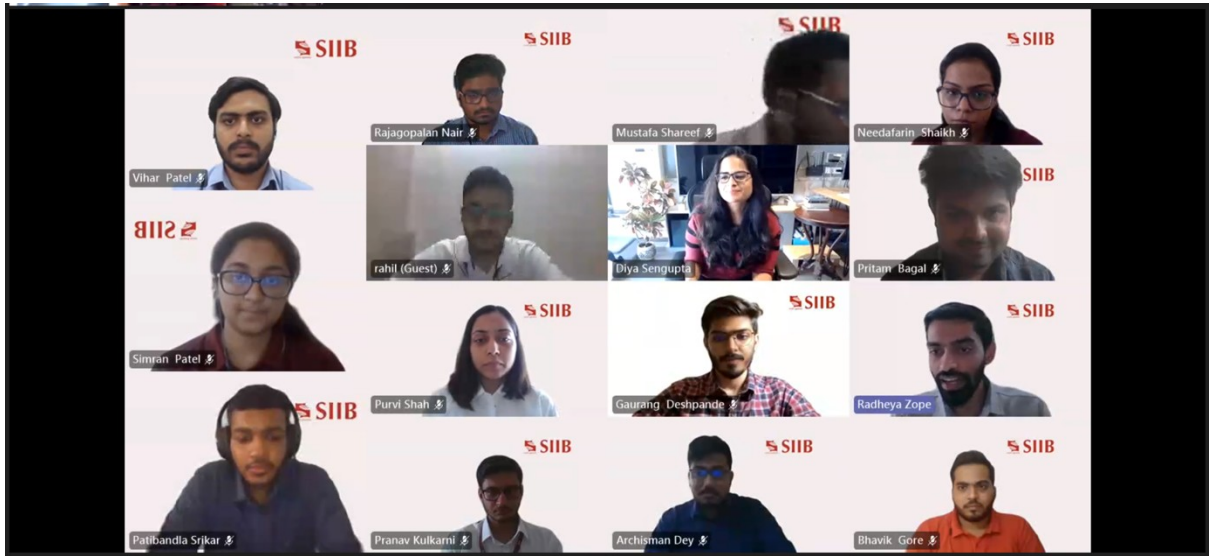 SIIB
Vihar Patel
SIIB
Rajagopalan Nair
SIIB
Mustafa Shareef
SIIB
Needafarin Shaikh
SIIB
Simran Patel
rahil (Guest)
Diya Sengupta
SIIB
Pritam Bagal
SIIB
Purvi Shah
SIIB
Gaurang Deshpande
SIIB
Radheya Zope
SIIB
Patibandla Srikar
SIIB
Pranav Kulkarni
SIIB
Archisman Dey
SIIB
Bhavik Gore